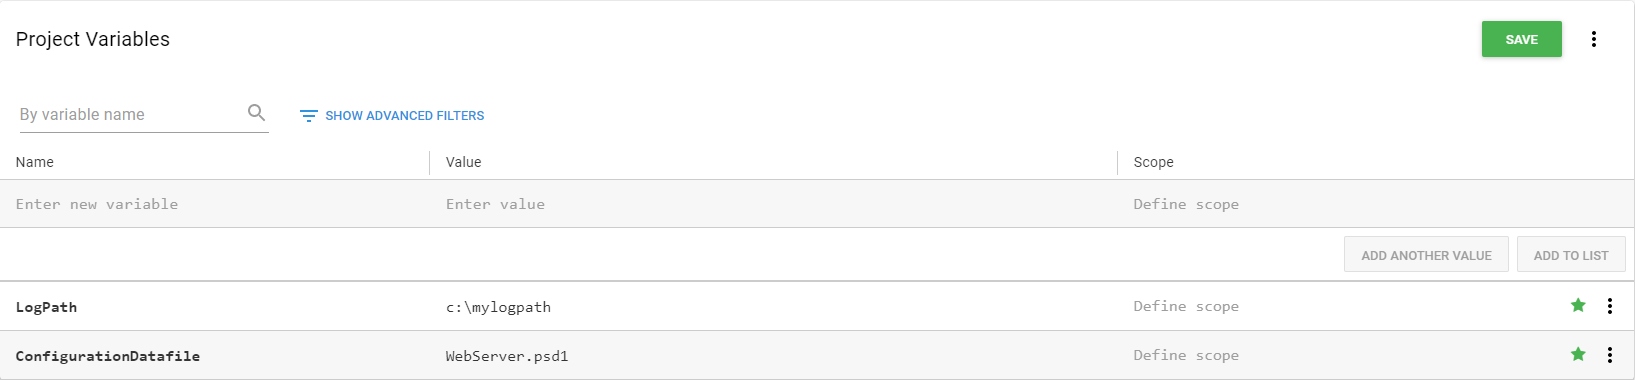 Project Variables
SAVE
By variable name
SHOW ADVANCED FILTERS
Name Value Scope
Enter new variable Enter value Define scope
ADD ANOTHER VALUE ADD TO LIST
LogPath c:\mylogpath Define scope
ConfigurationDatafile WebServer.psd1 Define scope